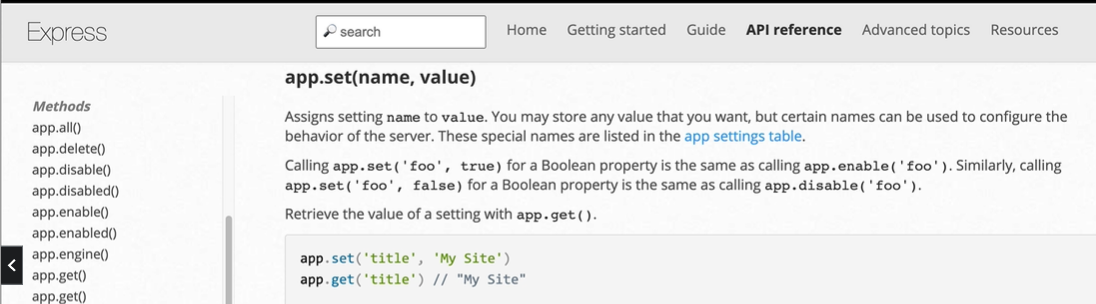 Express
search
Home Getting started Guide API reference Advanced topics Resources
Methods
app.all()
app.delete()
app.disable()
app.disabled()
app.enable()
app.enabled()
app.engine()
app.get()
app.get()
app.set(name, value)
Assigns setting name to value. You may store any value that you want, but certain names can be used to configure the
behavior of the server. These special names are listed in the app settings table.
Calling app.set('foo', true) for a Boolean property is the same as calling app.enable('foo'). Similarly, calling
app.set('foo', false) for a Boolean property is the same as calling app.disable('foo').
Retrieve the value of a setting with app.get().
app.set('title', 'My Site')
app.get('title') // "My Site"